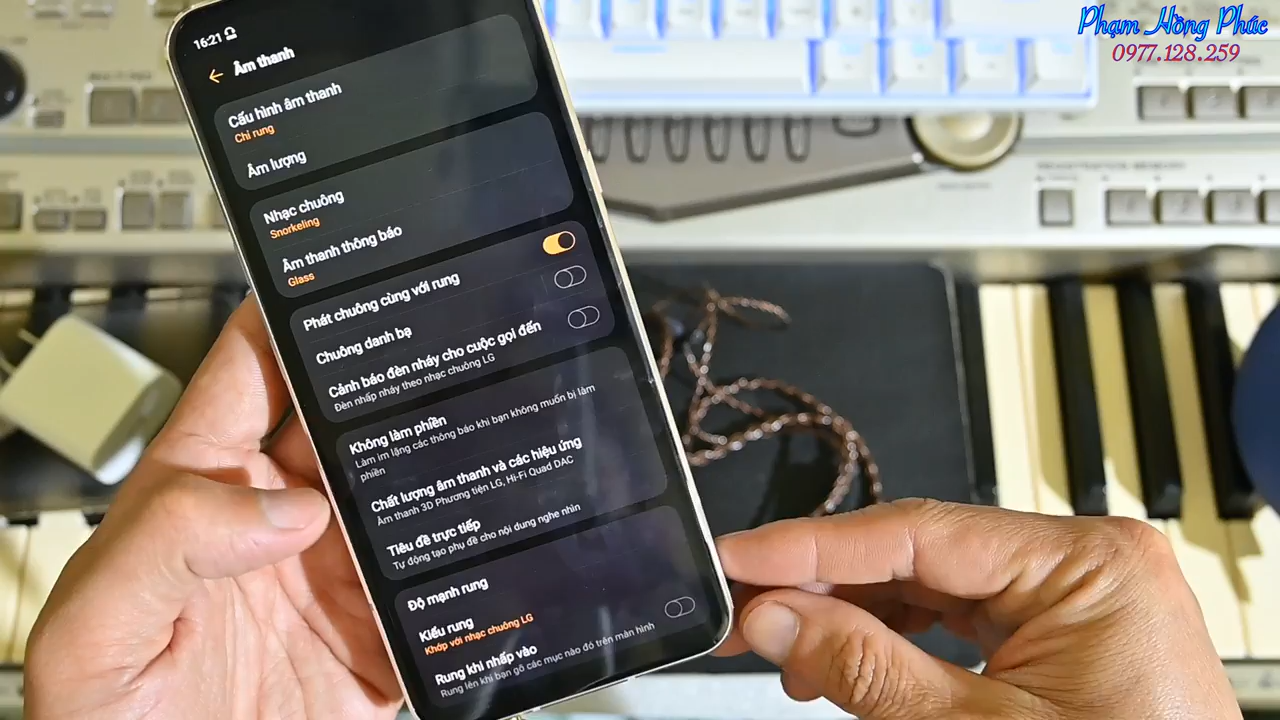 Phạm Hồng Phúc
0977.128.259
16:21
Âm thanh
Cấu hình âm thanh
Chỉ rung
Âm lượng
Nhạc chuông
Snorkeling
Âm thanh thông báo
Glass
Phát chuông cùng với rung
Chuông danh bạ
Cảnh báo đèn nháy cho cuộc gọi đến
Đèn nhấp nháy theo nhạc chuông LG
Không làm phiền
Làm im lặng các thông báo khi bạn không muốn bị làm
phiền
Chất lượng âm thanh và các hiệu ứng
Âm thanh 3D Phương tiện LG, Hi-Fi Quad DAC
Tiêu đề trực tiếp
Tự động tạo phụ đề cho nội dung nghe nhìn
Độ mạnh rung
Kiểu rung
Khớp với nhạc chuông LG
Rung khi nhấp vào
Rung lên khi bạn gõ các mục nào đó trên màn hình